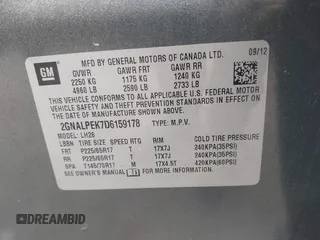 GM
MFD BY GENERAL MOTORS OF CANADA LTD.
09/12
GVWR GAWR FRT GAWR RR
2250 KG 1175 KG 1240 KG
4960 LB 2590 LB 2733 LB
THIS VEHICLE CONFORMS TO ALL APPLICABLE U.S. FEDERAL
SAFETY
THEFT PREVENTION STANDARDS IN EFFECT ON THE DATE OF
MANUFACTURE SHOWN ABOVE.
2GNALPEK7D6159178 TYPE: M.P.V.
MODEL: LH26
TIRE SIZE SPEED RTG RIM COLD TIRE PRESSURE
FRT P225/65R17 T 17X7J 240KPA(35PSI)
RR P225/65R17 T 17X7J 240KPA(35PSI)
SPA T145/70R17 M 17X4.5T 420KPA(60PSI)
SEE OWNER'S MANUAL FOR ADDITIONAL INFORMATION.
DREAMBID